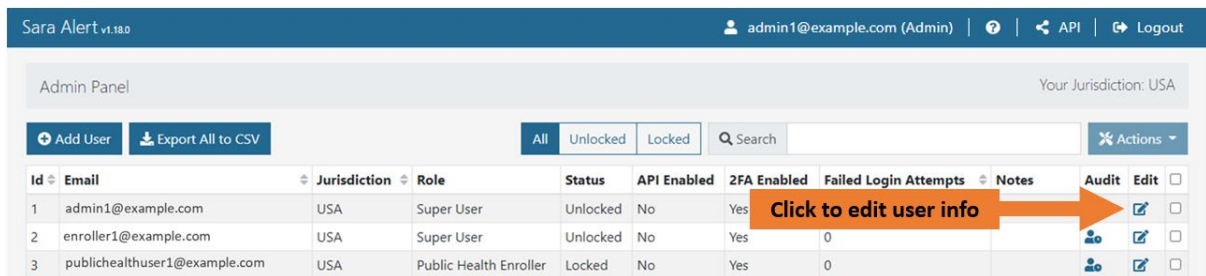 Sara Alert v1.18.0 admin1@example.com (Admin) | ? | API | Logout
Admin Panel Your Jurisdiction: USA
Add User Export All to CSV All Unlocked Locked Search Actions
Id Email Jurisdiction Role Status API Enabled 2FA Enabled Failed Login Attempts Notes Audit Edit
1 admin1@example.com USA Super User Unlocked No Yes Click to edit user info
2 enroller1@example.com USA Super User Unlocked No Yes 0
3 publichealthuser1@example.com USA Public Health Enroller Locked No Yes 0